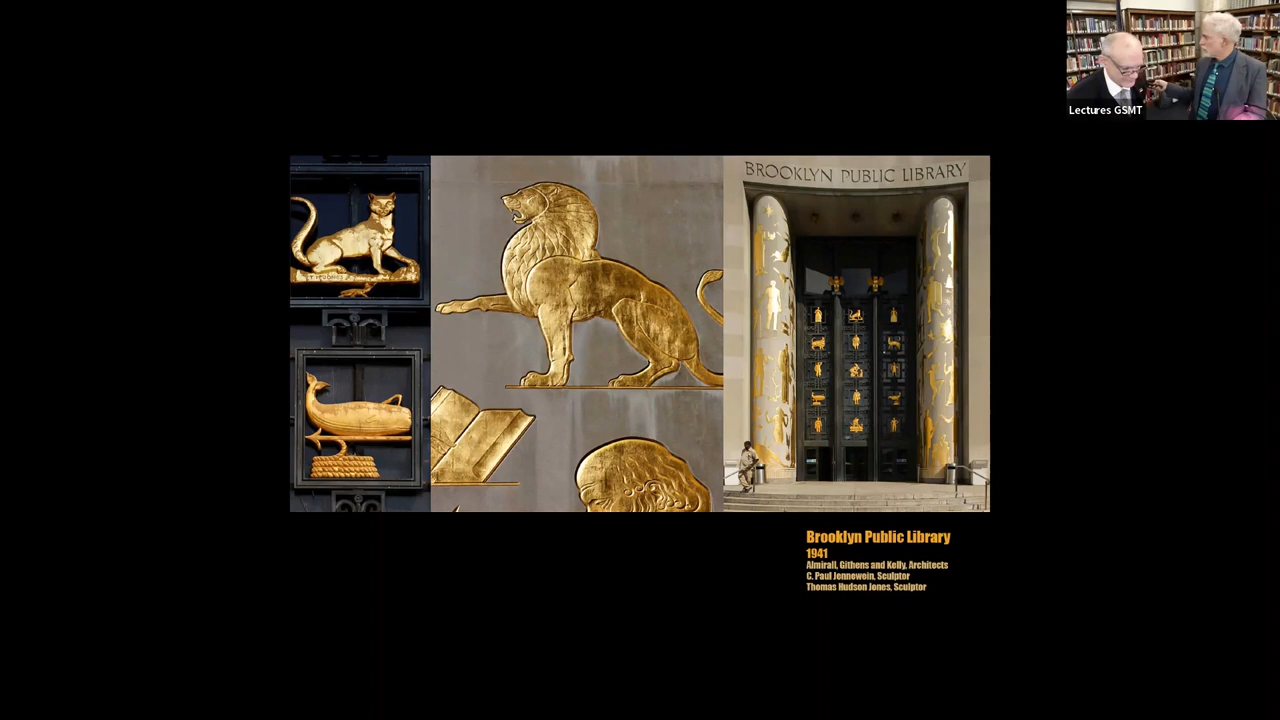 Lectures GSMT
BROOKLYN PUBLIC LIBRARY
Brooklyn Public Library
1941
Almirall, Githens and Kelly, Architects
C. Paul Jennewein, Sculptor
Thomas Hudson Jones, Sculptor